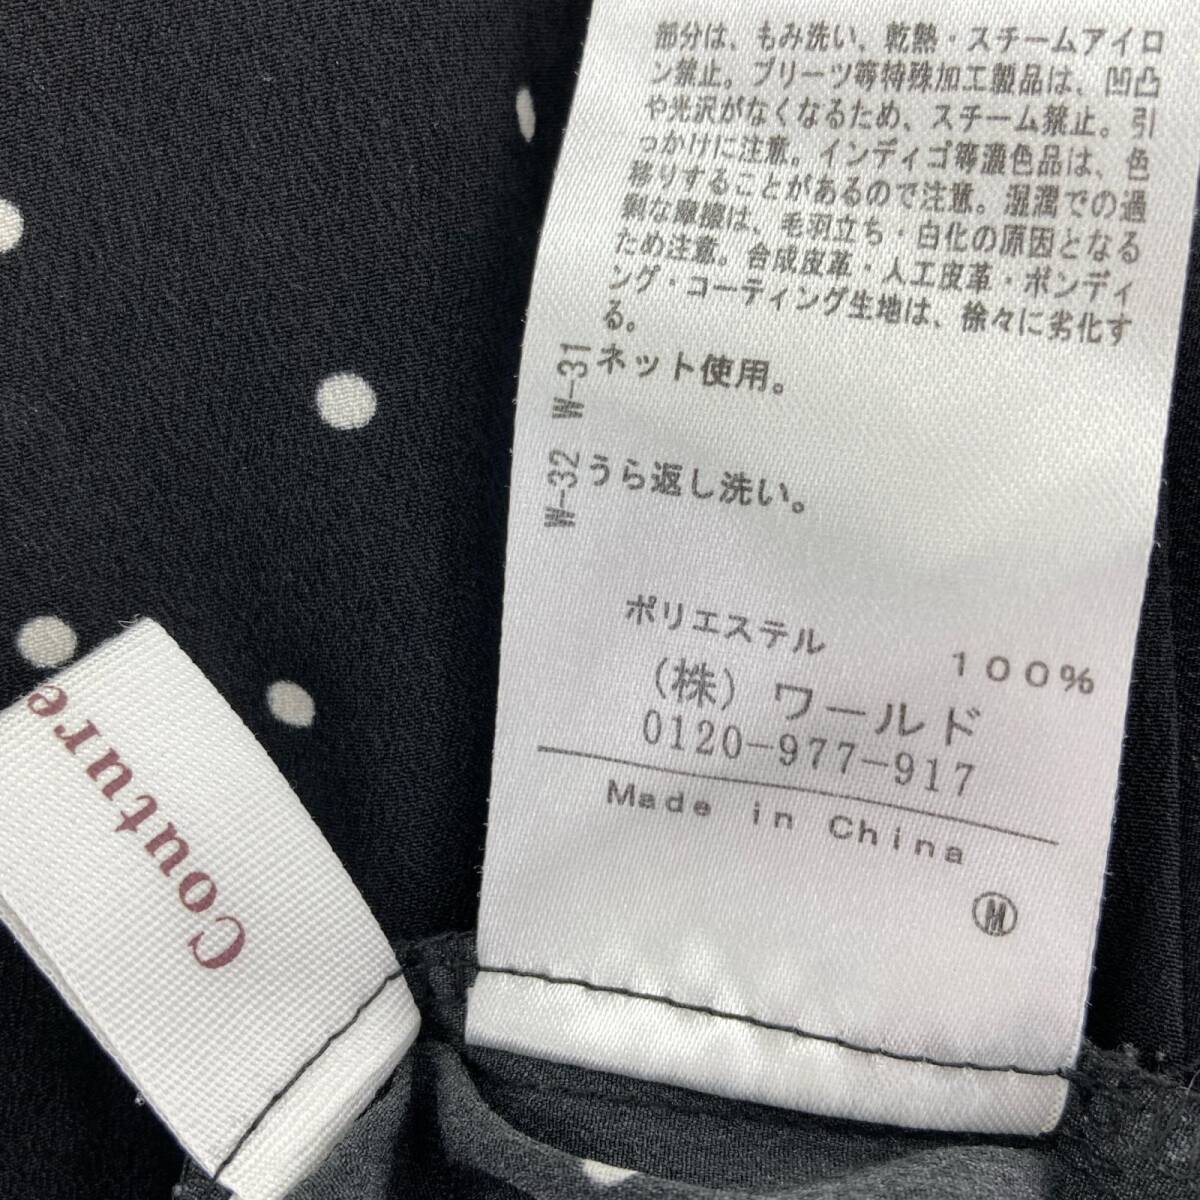 部分は、もみ洗い、乾熱・スチームアイロ
ン禁止。プリーツ等特殊加工製品は、凹凸
や光沢がなくなるため、スチーム禁止。引
っかけに注意。インディゴ等濃色品は、色
移りすることがあるので注意。湿潤での過
剰な摩擦は、毛羽立ち・白化の原因となる
ため注意。合成皮革・人工皮革・ボンディ
ング・コーティング生地は、徐々に劣化す
る。
W-31 ネット使用。
W-32 うら返し洗い。
ポリエステル 100%
(株) ワールド
0120-977-917
Made in China
M
Couture